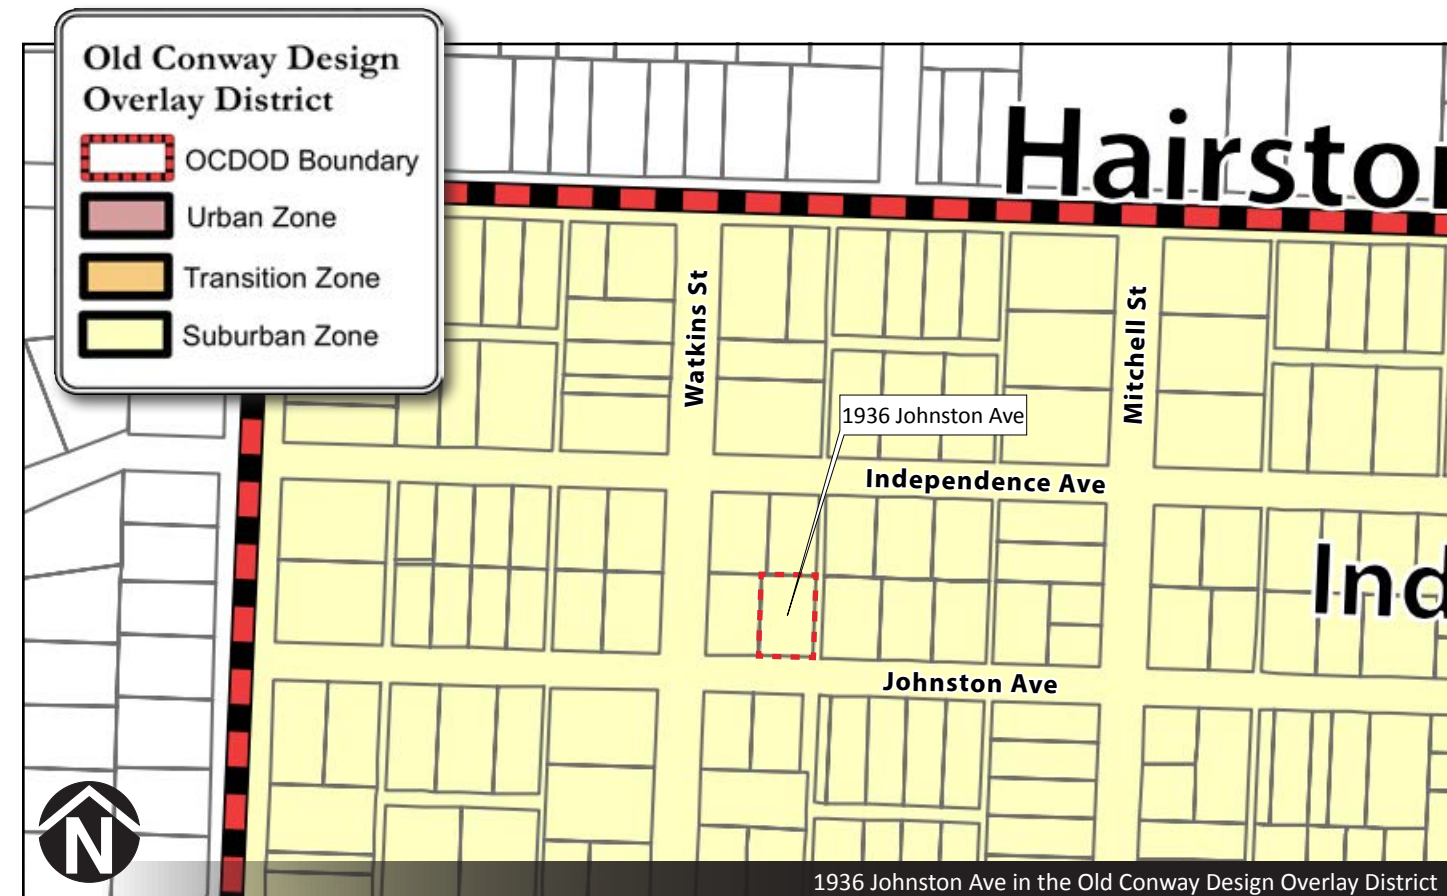 Old Conway Design
Overlay District
OCDOD Boundary
Urban Zone
Transition Zone
Suburban Zone
Hairston
Watkins St
Mitchell St
1936 Johnston Ave
Independence Ave
Ind
Johnston Ave
N
1936 Johnston Ave in the Old Conway Design Overlay District